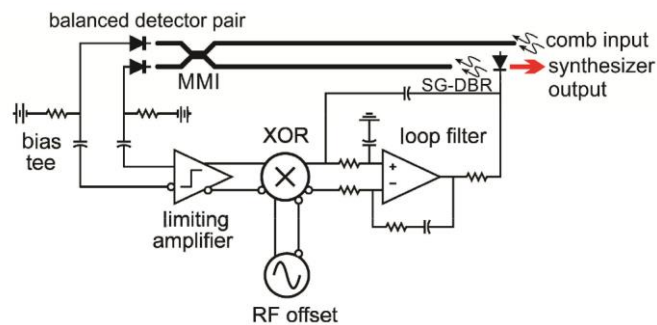 balanced detector pair
comb input
MMI
SG-DBR
synthesizer
output
bias
tee
XOR
loop filter
+
−
limiting
amplifier
RF offset